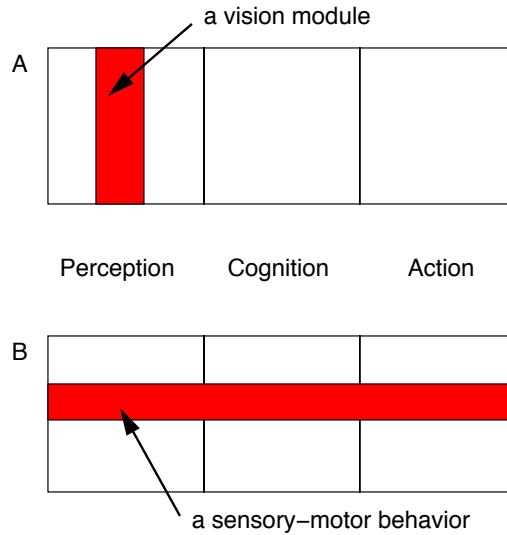 a vision module
A
Perception Cognition Action
B
a sensory–motor behavior